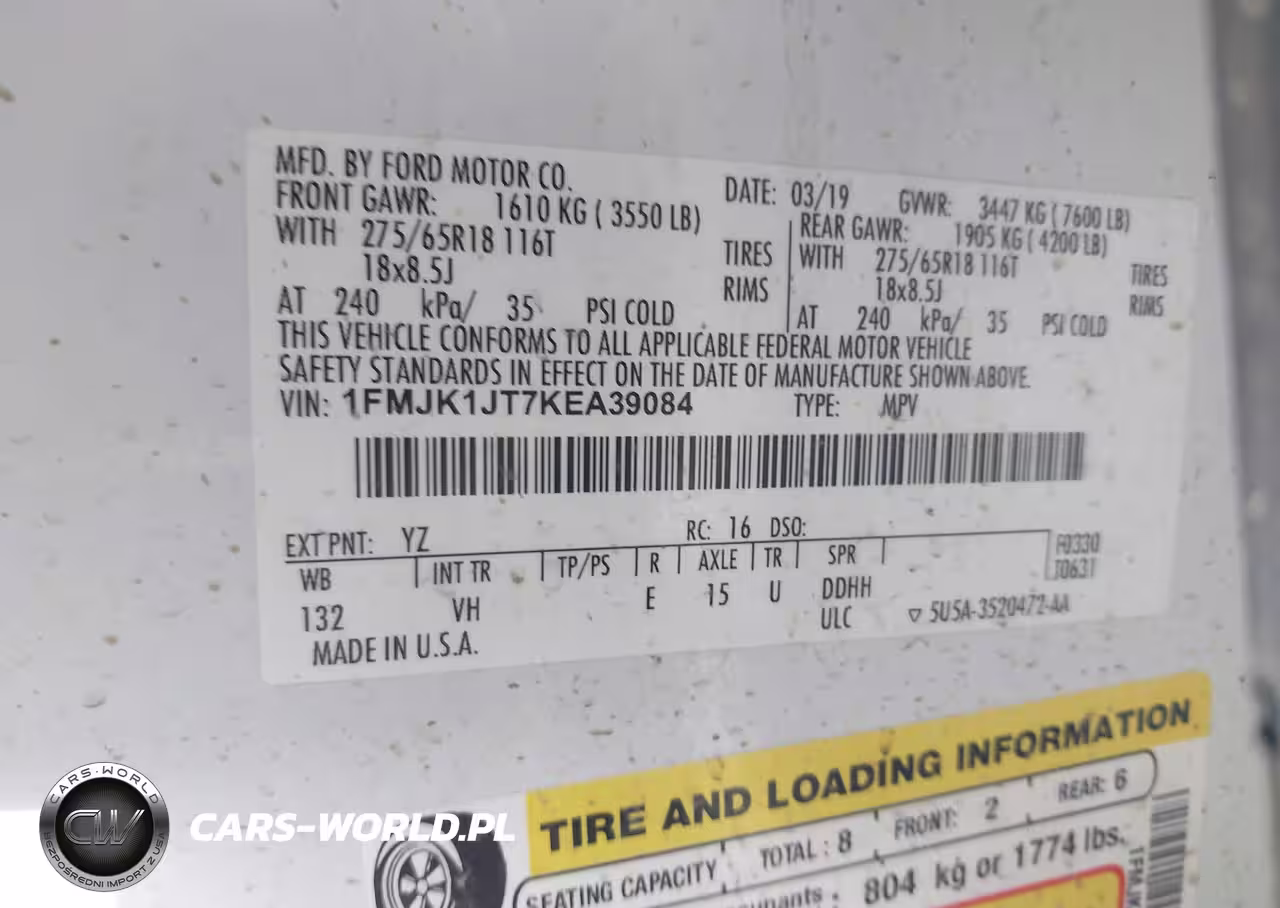 MFD. BY FORD MOTOR CO.
DATE: 03/19 GVWR: 3447 KG ( 7600 LB)
FRONT GAWR: 1610 KG ( 3550 LB)
REAR GAWR: 1905 KG ( 4200 LB)
WITH 275/65R18 116T TIRES
WITH 275/65R18 116T TIRES
18x8.5J RIMS
18x8.5J RIMS
AT 240 kPa/ 35 PSI COLD
AT 240 kPa/ 35 PSI COLD
THIS VEHICLE CONFORMS TO ALL APPLICABLE FEDERAL MOTOR VEHICLE
SAFETY STANDARDS IN EFFECT ON THE DATE OF MANUFACTURE SHOWN ABOVE.
VIN: 1FMJK1JT7KEA39084 TYPE: MPV
EXT PNT: YZ RC: 16 DSO:
WB INT TR TP/PS R AXLE TR SPR
F0330
T0631
132 VH E 15 U DDHH
ULC ▽ 5U5A-3520472-AA
MADE IN U.S.A.
TIRE AND LOADING INFORMATION
SEATING CAPACITY TOTAL : 8 FRONT: 2 REAR: 6
804 kg or 1774 lbs.
CARS-WORLD
CW
BEZPOŚREDNI IMPORT Z USA
CARS-WORLD.PL